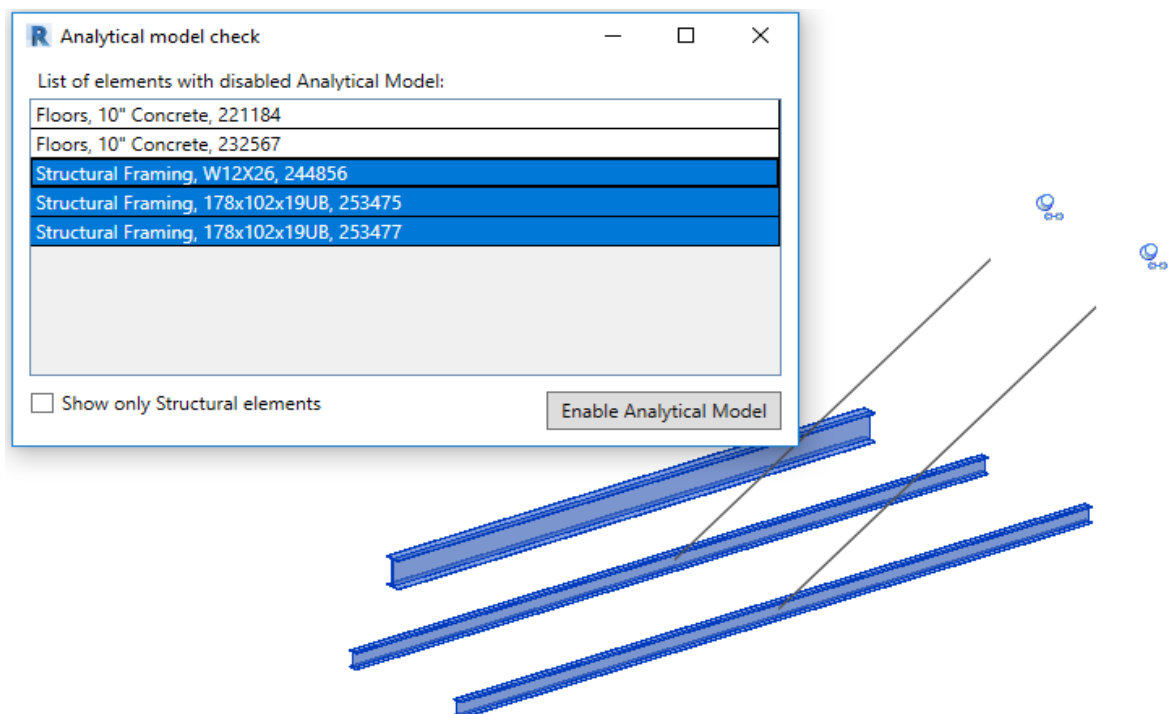 Analytical model check
List of elements with disabled Analytical Model:
Floors, 10" Concrete, 221184
Floors, 10" Concrete, 232567
Structural Framing, W12X26, 244856
Structural Framing, 178x102x19UB, 253475
Structural Framing, 178x102x19UB, 253477
Show only Structural elements
Enable Analytical Model